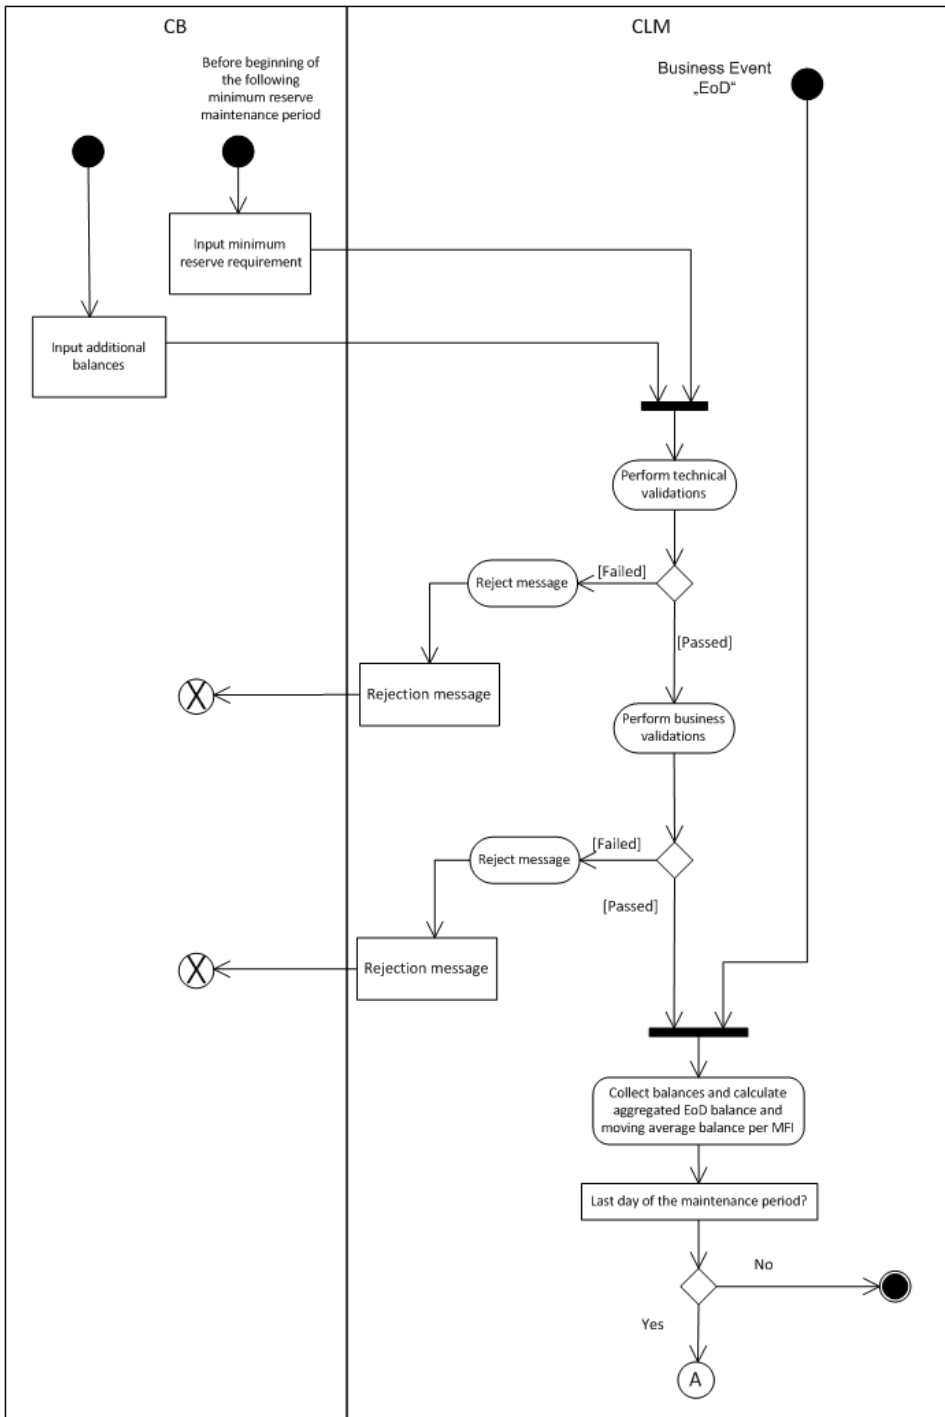 CB
CLM
Before beginning of
the following
minimum reserve
maintenance period
Business Event
„EoD“
Input minimum
reserve requirement
Input additional
balances
Perform technical
validations
[Failed]
Reject message
[Passed]
Rejection message
X
Perform business
validations
[Failed]
Reject message
[Passed]
Rejection message
X
Collect balances and calculate
aggregated EoD balance and
moving average balance per MFI
Last day of the maintenance period?
No
Yes
A